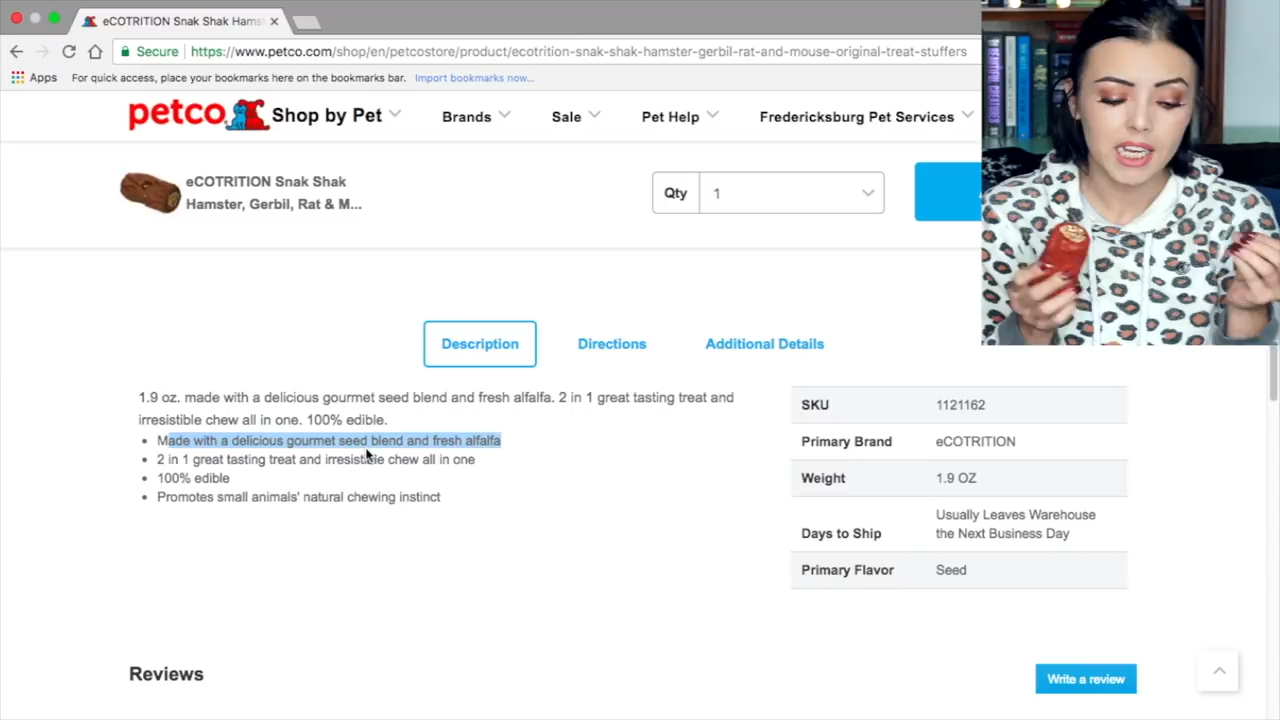 eCOTRITION Snak Shak Hams
Secure
https://www.petco.com/shop/en/petcostore/product/ecotrition-snak-shak-hamster-gerbil-rat-and-mouse-original-treat-stuffers
Apps
For quick access, place your bookmarks here on the bookmarks bar.
Import bookmarks now...
petco
Shop by Pet
Brands
Sale
Pet Help
Fredericksburg Pet Services
eCOTRITION Snak Shak
Hamster, Gerbil, Rat & M...
Qty
1
BEAUTIFUL CREATURES
Description
Directions
Additional Details
1.9 oz. made with a delicious gourmet seed blend and fresh alfalfa. 2 in 1 great tasting treat and
irresistible chew all in one. 100% edible.
Made with a delicious gourmet seed blend and fresh alfalfa
2 in 1 great tasting treat and irresistible chew all in one
100% edible
Promotes small animals' natural chewing instinct
SKU
1121162
Primary Brand
eCOTRITION
Weight
1.9 OZ
Days to Ship
Usually Leaves Warehouse
the Next Business Day
Primary Flavor
Seed
Reviews
Write a review